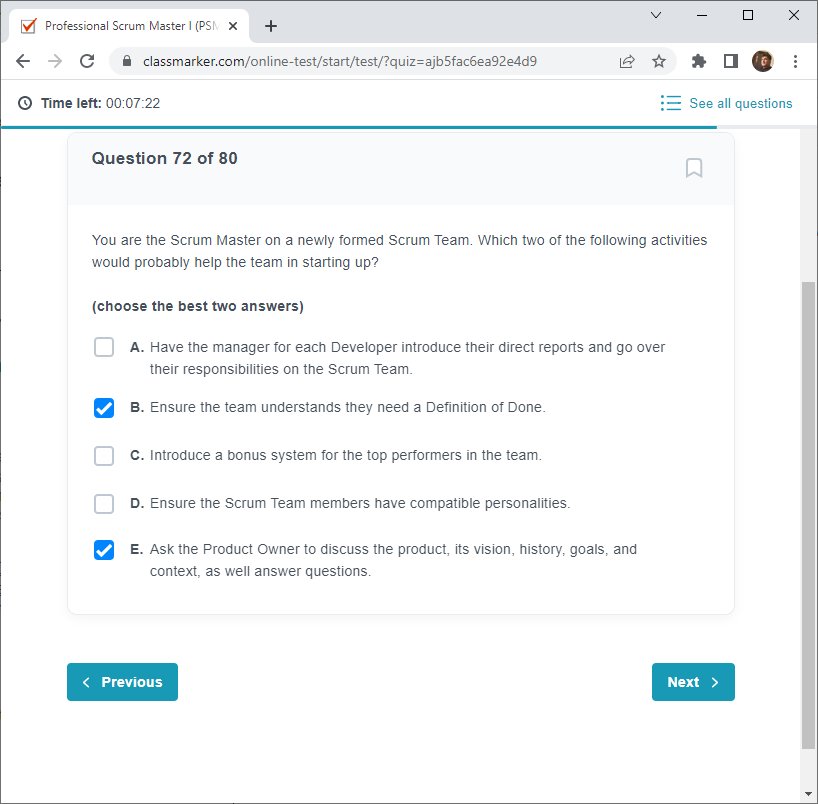 Professional Scrum Master I (PSM
classmarker.com/online-test/start/test/?quiz=ajb5fac6ea92e4d9
Time left: 00:07:22
See all questions
Question 72 of 80
You are the Scrum Master on a newly formed Scrum Team. Which two of the following activities
would probably help the team in starting up?
(choose the best two answers)
A. Have the manager for each Developer introduce their direct reports and go over
their responsibilities on the Scrum Team.
B. Ensure the team understands they need a Definition of Done.
C. Introduce a bonus system for the top performers in the team.
D. Ensure the Scrum Team members have compatible personalities.
E. Ask the Product Owner to discuss the product, its vision, history, goals, and
context, as well answer questions.
Previous
Next